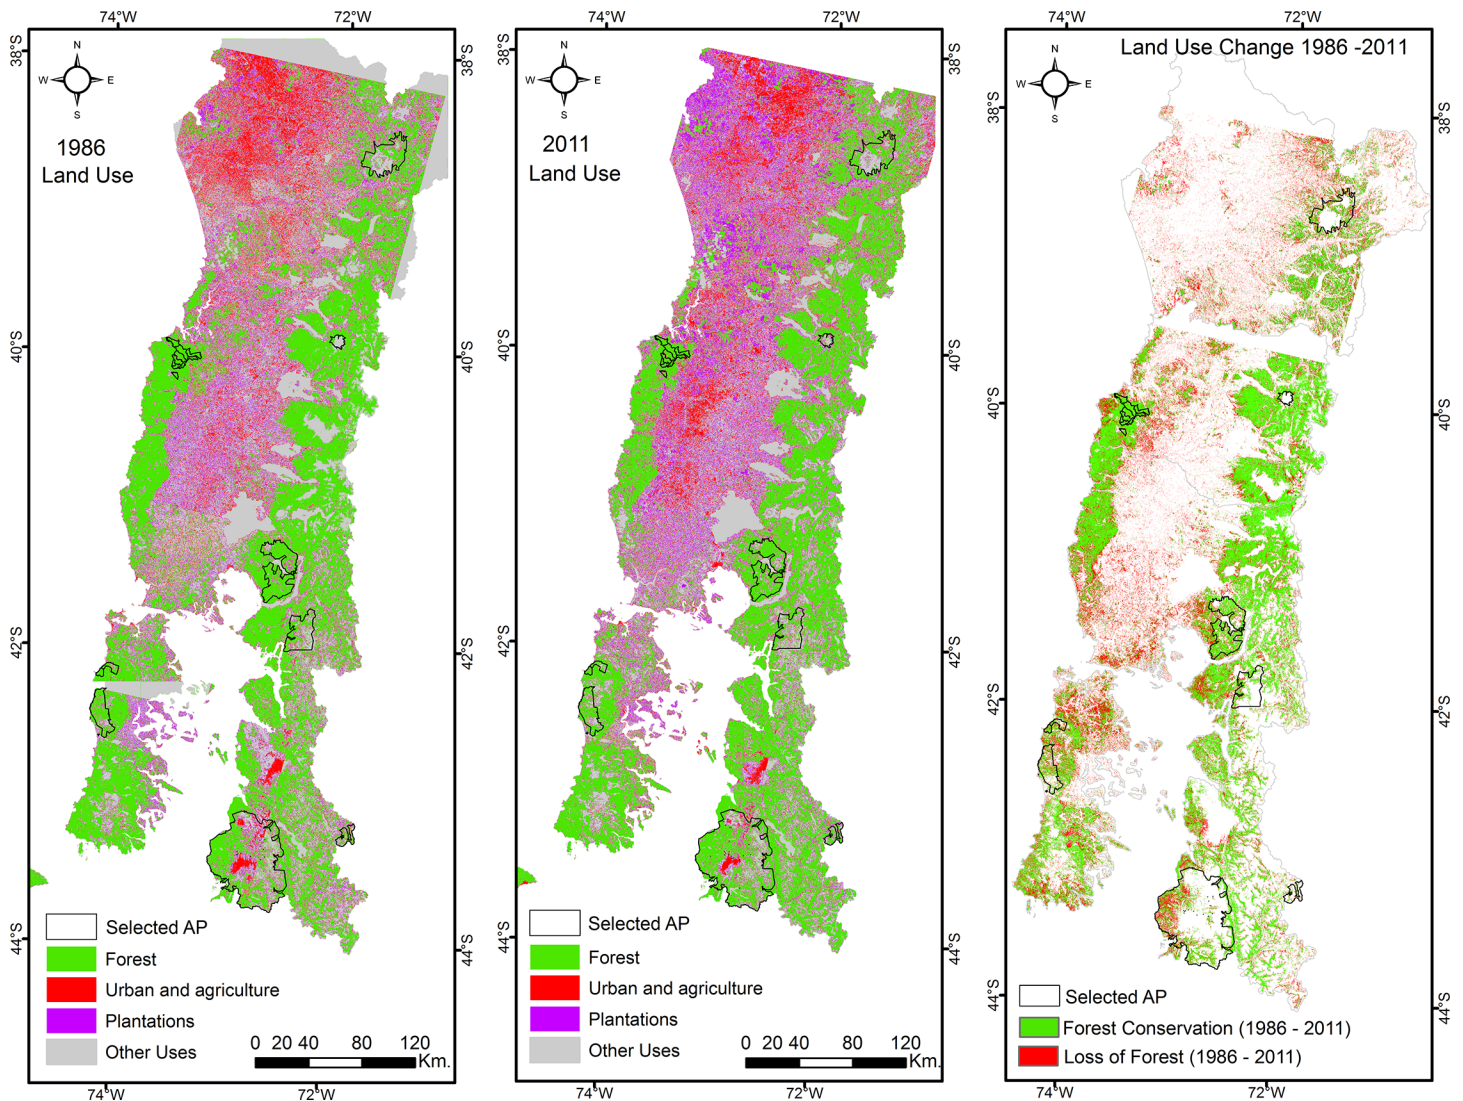 74°W 72°W
38°S 38°S
N
W E
S
1986
Land Use
40°S 40°S
42°S 42°S
44°S 44°S
Selected AP
Forest
Urban and agriculture
Plantations
Other Uses
0 20 40 80 120
Km.
74°W 72°W
74°W 72°W
38°S 38°S
N
W E
S
2011
Land Use
40°S 40°S
42°S 42°S
44°S 44°S
Selected AP
Forest
Urban and agriculture
Plantations
Other Uses
0 20 40 80 120
Km.
74°W 72°W
74°W 72°W
Land Use Change 1986 -2011
N
W E
S
38°S 38°S
40°S 40°S
42°S 42°S
44°S 44°S
Selected AP
Forest Conservation (1986 - 2011)
Loss of Forest (1986 - 2011)
74°W 72°W